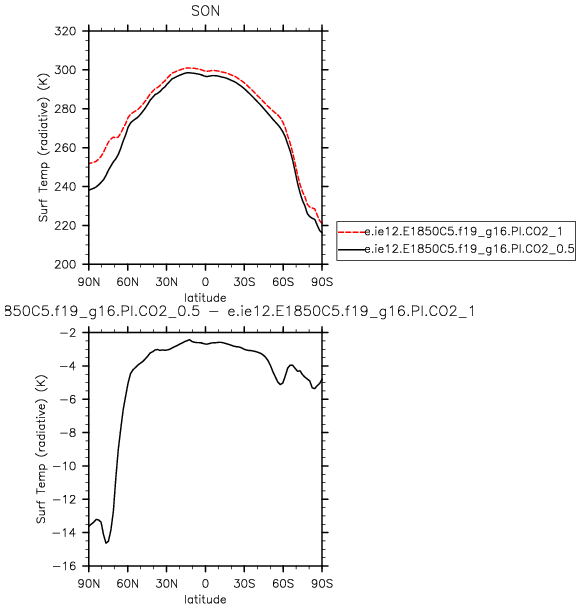 SON
Surf Temp (radiative) (K)
320
300
280
260
240
220
200
90N 60N 30N 0 30S 60S 90S
latitude
e.ie12.E1850C5.f19_g16.PI.CO2_1
e.ie12.E1850C5.f19_g16.PI.CO2_0.5
850C5.f19_g16.PI.CO2_0.5 - e.ie12.E1850C5.f19_g16.PI.CO2_1
Surf Temp (radiative) (K)
-2
-4
-6
-8
-10
-12
-14
-16
90N 60N 30N 0 30S 60S 90S
latitude